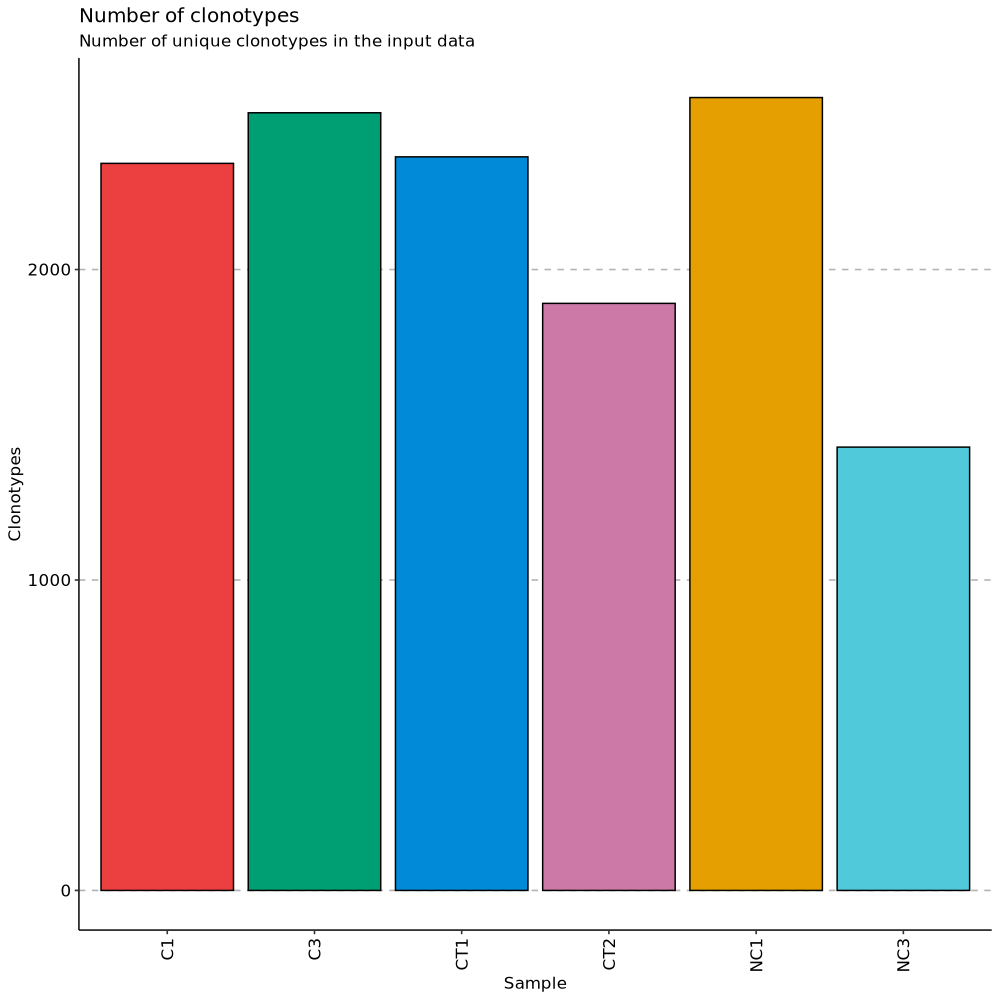 Number of clonotypes
Number of unique clonotypes in the input data
Clonotypes
2000
1000
0
C1
C3
CT1
CT2
NC1
NC3
Sample